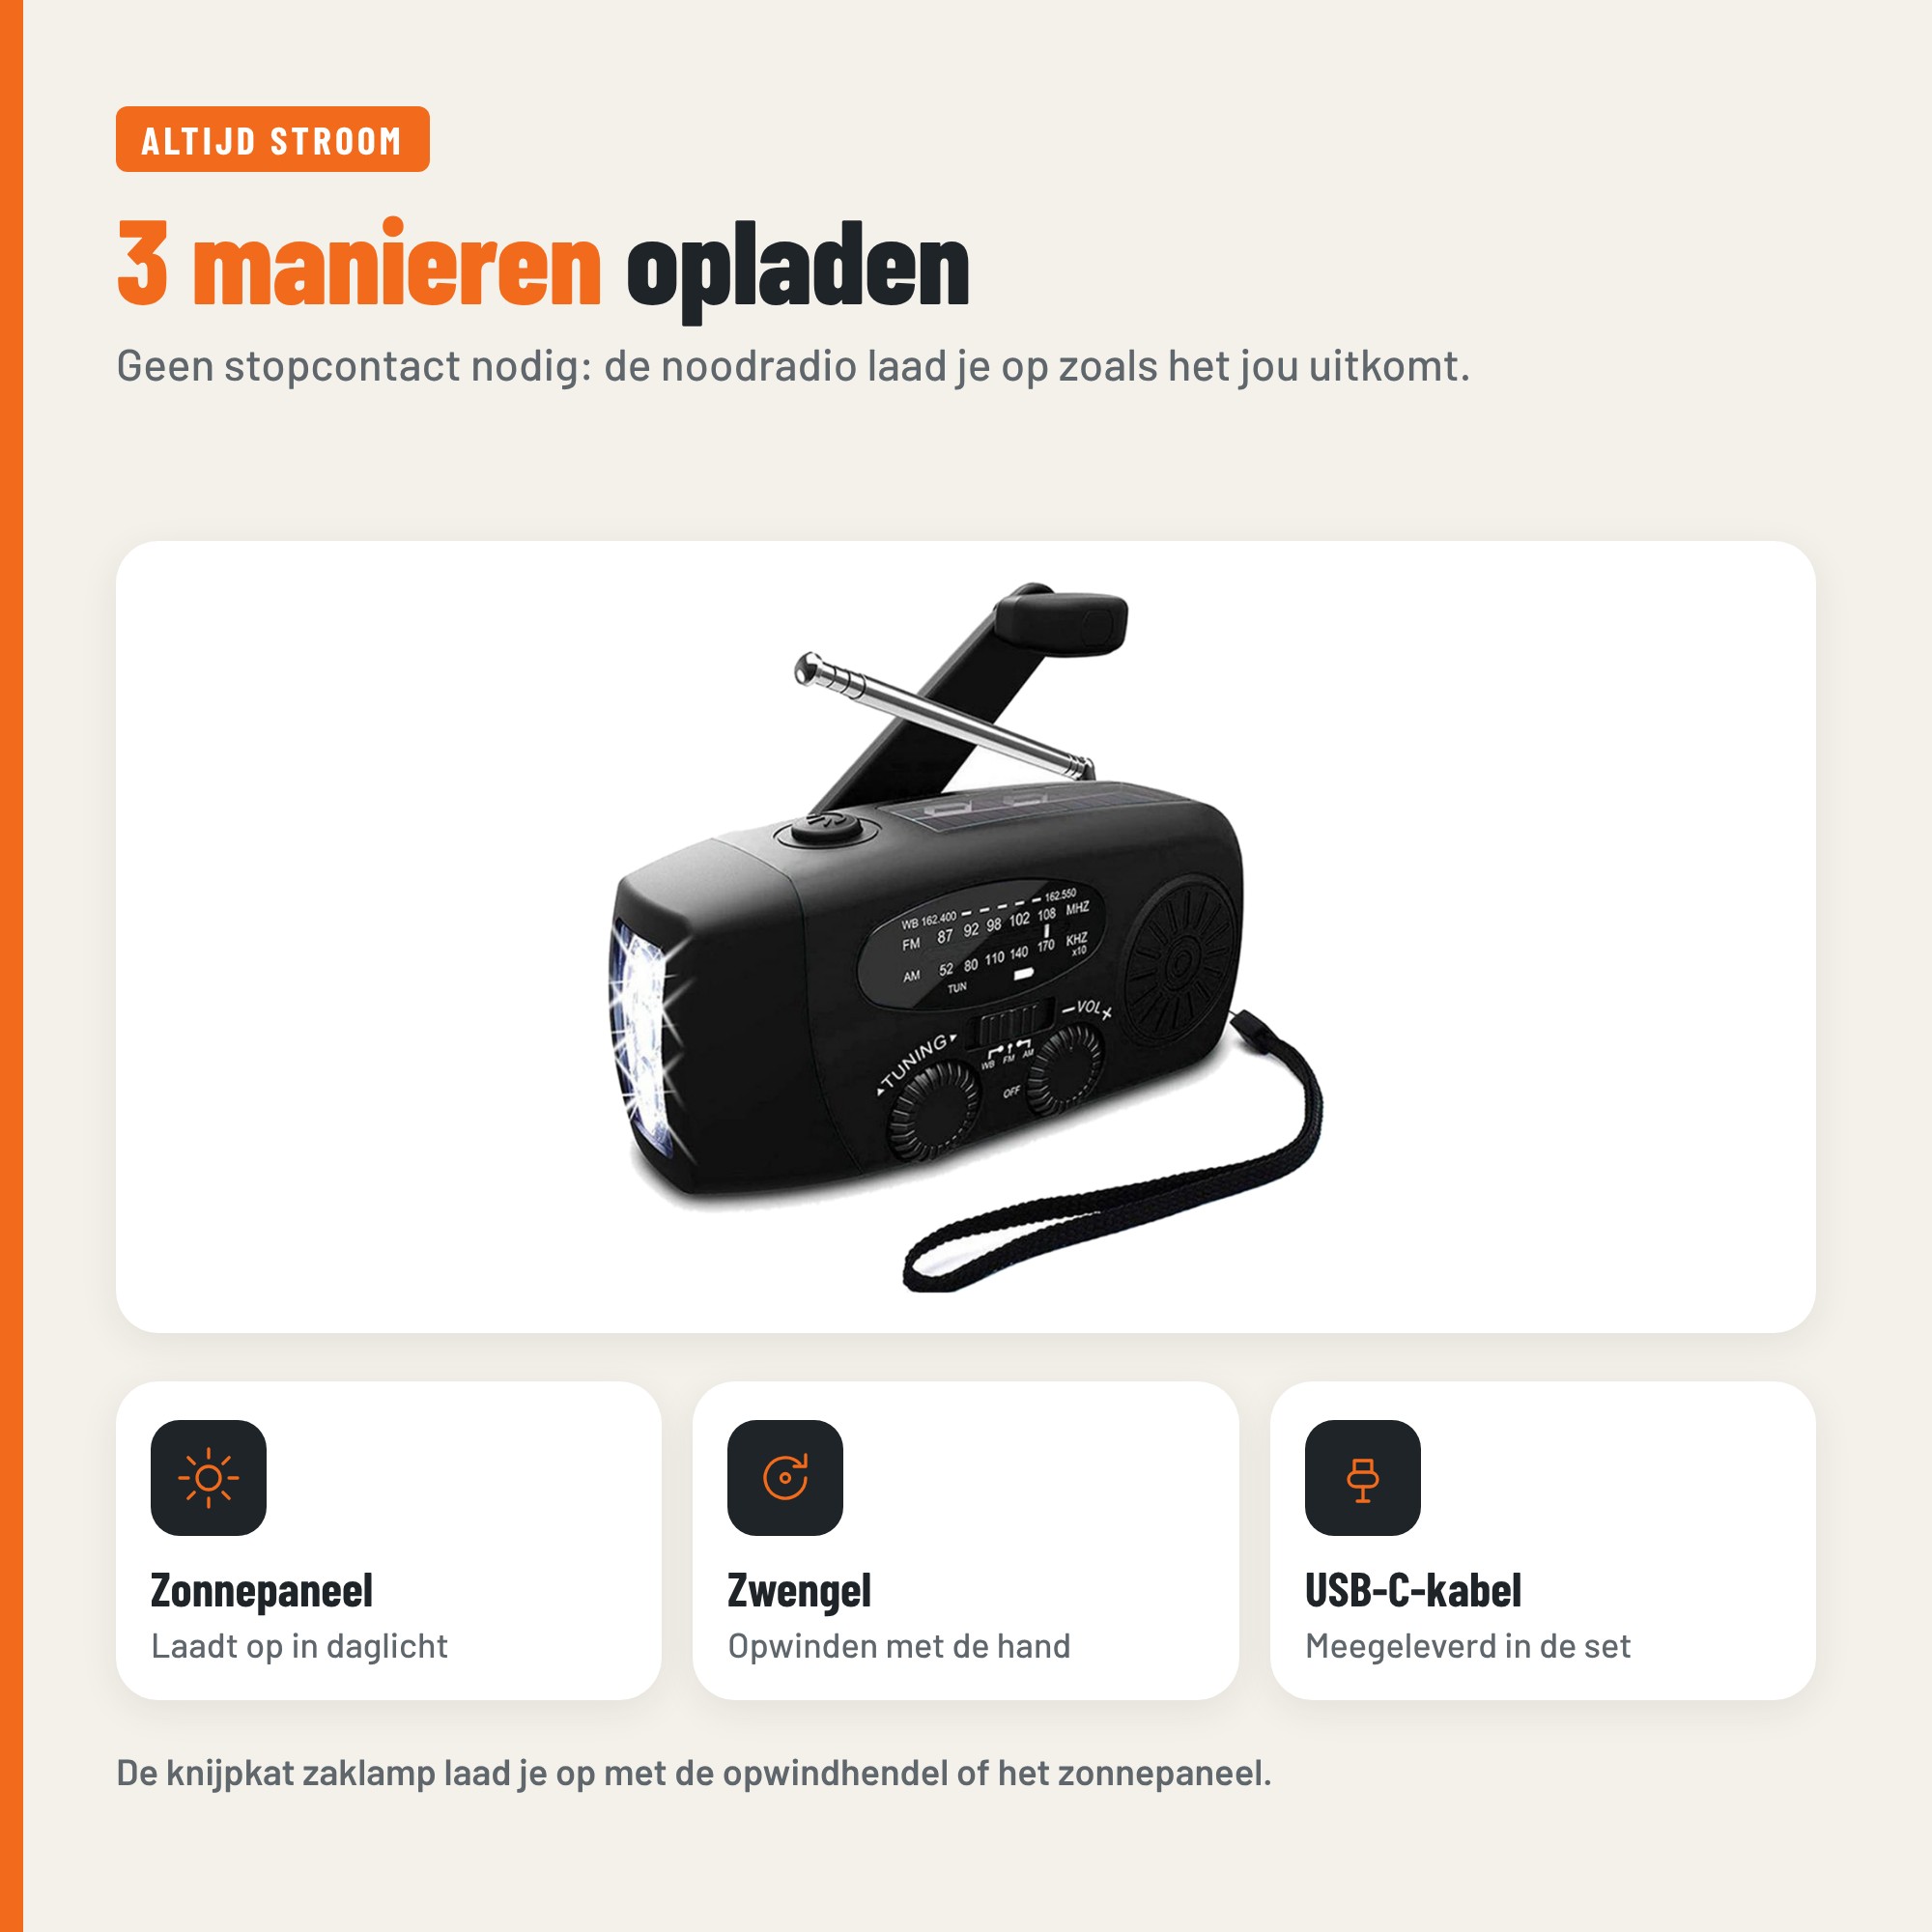 ALTIJD STROOM
3 manieren opladen
Geen stopcontact nodig: de noodradio laad je op zoals het jou uitkomt.
WB 162.400 162.550
FM 87 92 98 102 108 MHZ
AM 52 80 110 140 170 KHZ x10
TUN
−VOL+
TUNING
WB FM AM
OFF
Zonnepaneel
Laadt op in daglicht
Zwengel
Opwinden met de hand
USB-C-kabel
Meegeleverd in de set
De knijpkat zaklamp laad je op met de opwindhendel of het zonnepaneel.